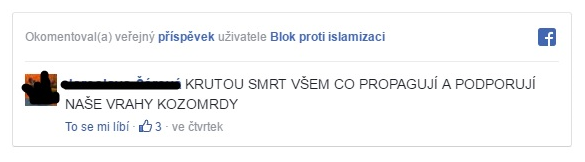 Okomentoval(a) veřejný příspěvek uživatele Blok proti islamizaci
KRUTOU SMRT VŠEM CO PROPAGUJÍ A PODPORUJÍ
NAŠE VRAHY KOZOMRDY
To se mi líbí · 3 · ve čtvrtek